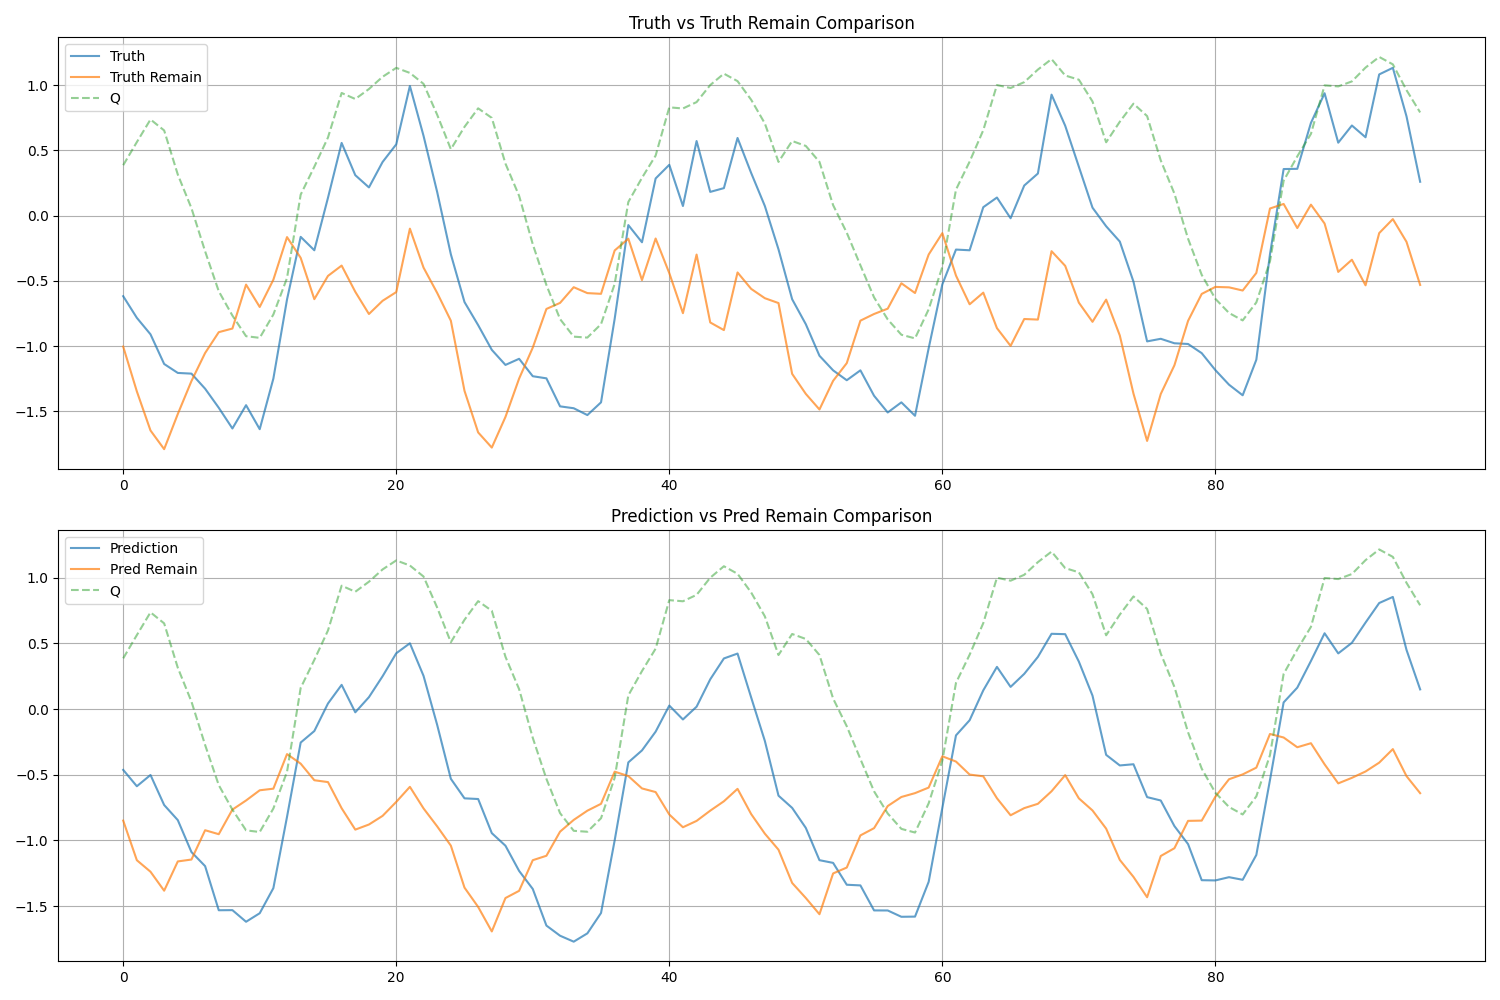 Truth vs Truth Remain Comparison
Truth
Truth Remain
Q
1.0
0.5
0.0
−0.5
−1.0
−1.5
0 20 40 60 80
Prediction vs Pred Remain Comparison
Prediction
Pred Remain
Q
1.0
0.5
0.0
−0.5
−1.0
−1.5
0 20 40 60 80